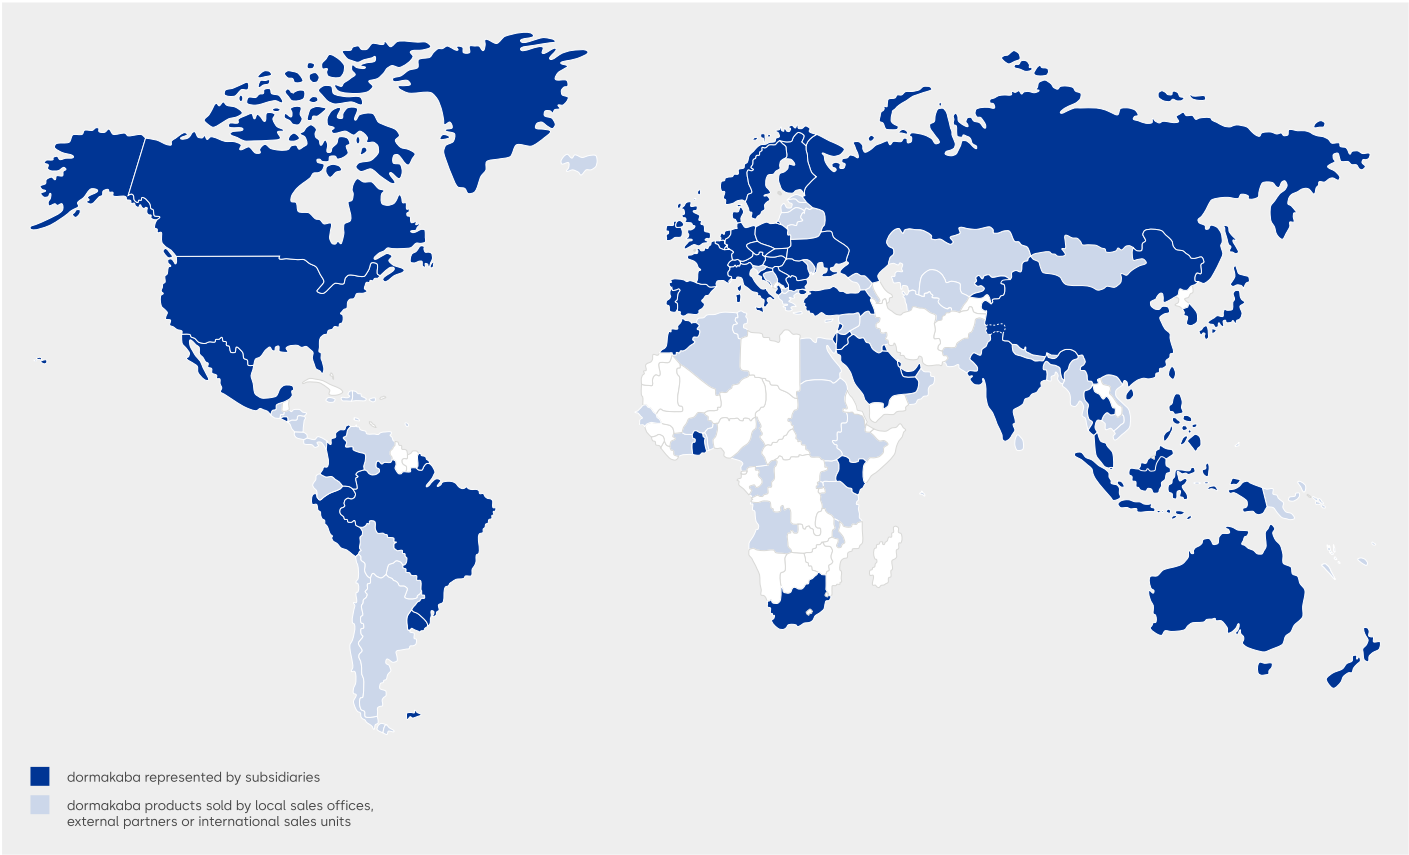 dormakaba represented by subsidiaries
dormakaba products sold by local sales offices,
external partners or international sales units